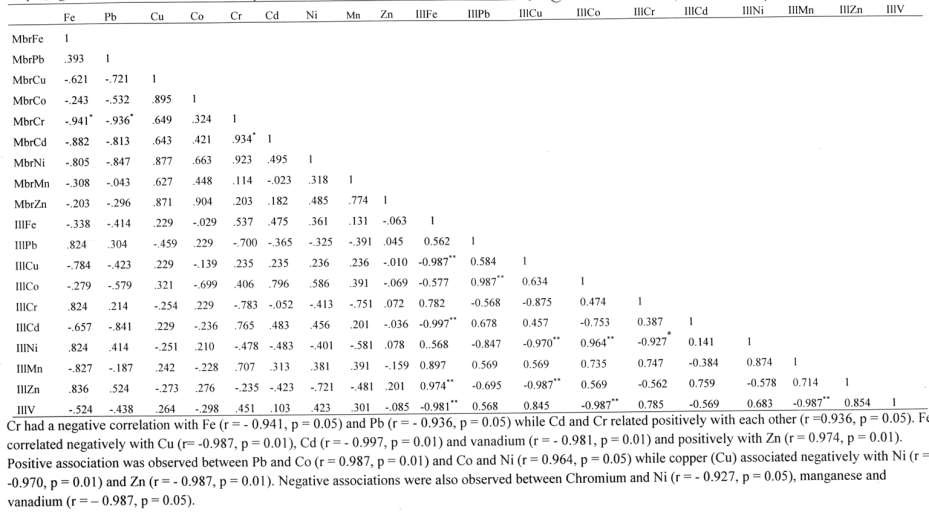 Fe Pb Cu Co Cr Cd Ni Mn Zn IIIFe IIIPb IIICu IIICo IIICr IIICd IIINi IIIMn IIIZn IIIV
MbrFe 1
MbrPb .393 1
MbrCu -.621 -.721 1
MbrCo -.243 -.532 .895 1
MbrCr -.941* -.936* .649 .324 1
MbrCd -.882 -.813 .643 .421 .934* 1
MbrNi -.805 -.847 .877 .663 .923 .495 1
MbrMn -.308 -.043 .627 .448 .114 -.023 .318 1
MbrZn -.203 -.296 .871 .904 .203 .182 .485 .774 1
IIIFe -.338 -.414 .229 -.029 .537 .475 .361 .131 -.063 1
IIIPb .824 .304 -.459 .229 -.700 -.365 -.325 -.391 .045 0.562 1
IIICu -.784 -.423 .229 -.139 .235 .235 .236 .236 -.010 -0.987** 0.584 1
IIICo -.279 -.579 .321 -.699 .406 .796 .586 .391 -.069 -0.577 0.987** 0.634 1
IIICr .824 .214 -.254 .229 -.783 -.052 -.413 -.751 .072 0.782 -0.568 -0.875 0.474 1
IIICd -.657 -.841 .229 -.236 .765 .483 .456 .201 -.036 -0.997** 0.678 0.457 -0.753 0.387 1
IIINi .824 .414 -.251 .210 -.478 -.483 -.401 -.581 .078 0..568 -0.847 -0.970** 0.964** -0.927* 0.141 1
IIIMn -.827 -.187 .242 -.228 .707 .313 .381 .391 -.159 0.897 0.569 0.569 0.735 0.747 -0.384 0.874 1
IIIZn .836 .524 -.273 .276 -.235 -.423 -.721 -.481 .201 0.974** -0.695 -0.987** 0.569 -0.562 0.759 -0.578 0.714 1
IIIV -.524 -.438 .264 -.298 .451 .103 .423 .301 -.085 -0.981** 0.568 0.845 -0.987** 0.785 -0.569 0.683 -0.987** 0.854 1
Cr had a negative correlation with Fe (r = - 0.941, p = 0.05) and Pb (r = - 0.936, p = 0.05) while Cd and Cr related positively with each other (r =0.936, p = 0.05). Fe
correlated negatively with Cu (r= -0.987, p = 0.01), Cd (r = - 0.997, p = 0.01) and vanadium (r = - 0.981, p = 0.01) and positively with Zn (r = 0.974, p = 0.01).
Positive association was observed between Pb and Co (r = 0.987, p = 0.01) and Co and Ni (r = 0.964, p = 0.05) while copper (Cu) associated negatively with Ni (r =
-0.970, p = 0.01) and Zn (r = - 0.987, p = 0.01). Negative associations were also observed between Chromium and Ni (r = - 0.927, p = 0.05), manganese and
vanadium (r = – 0.987, p = 0.05).